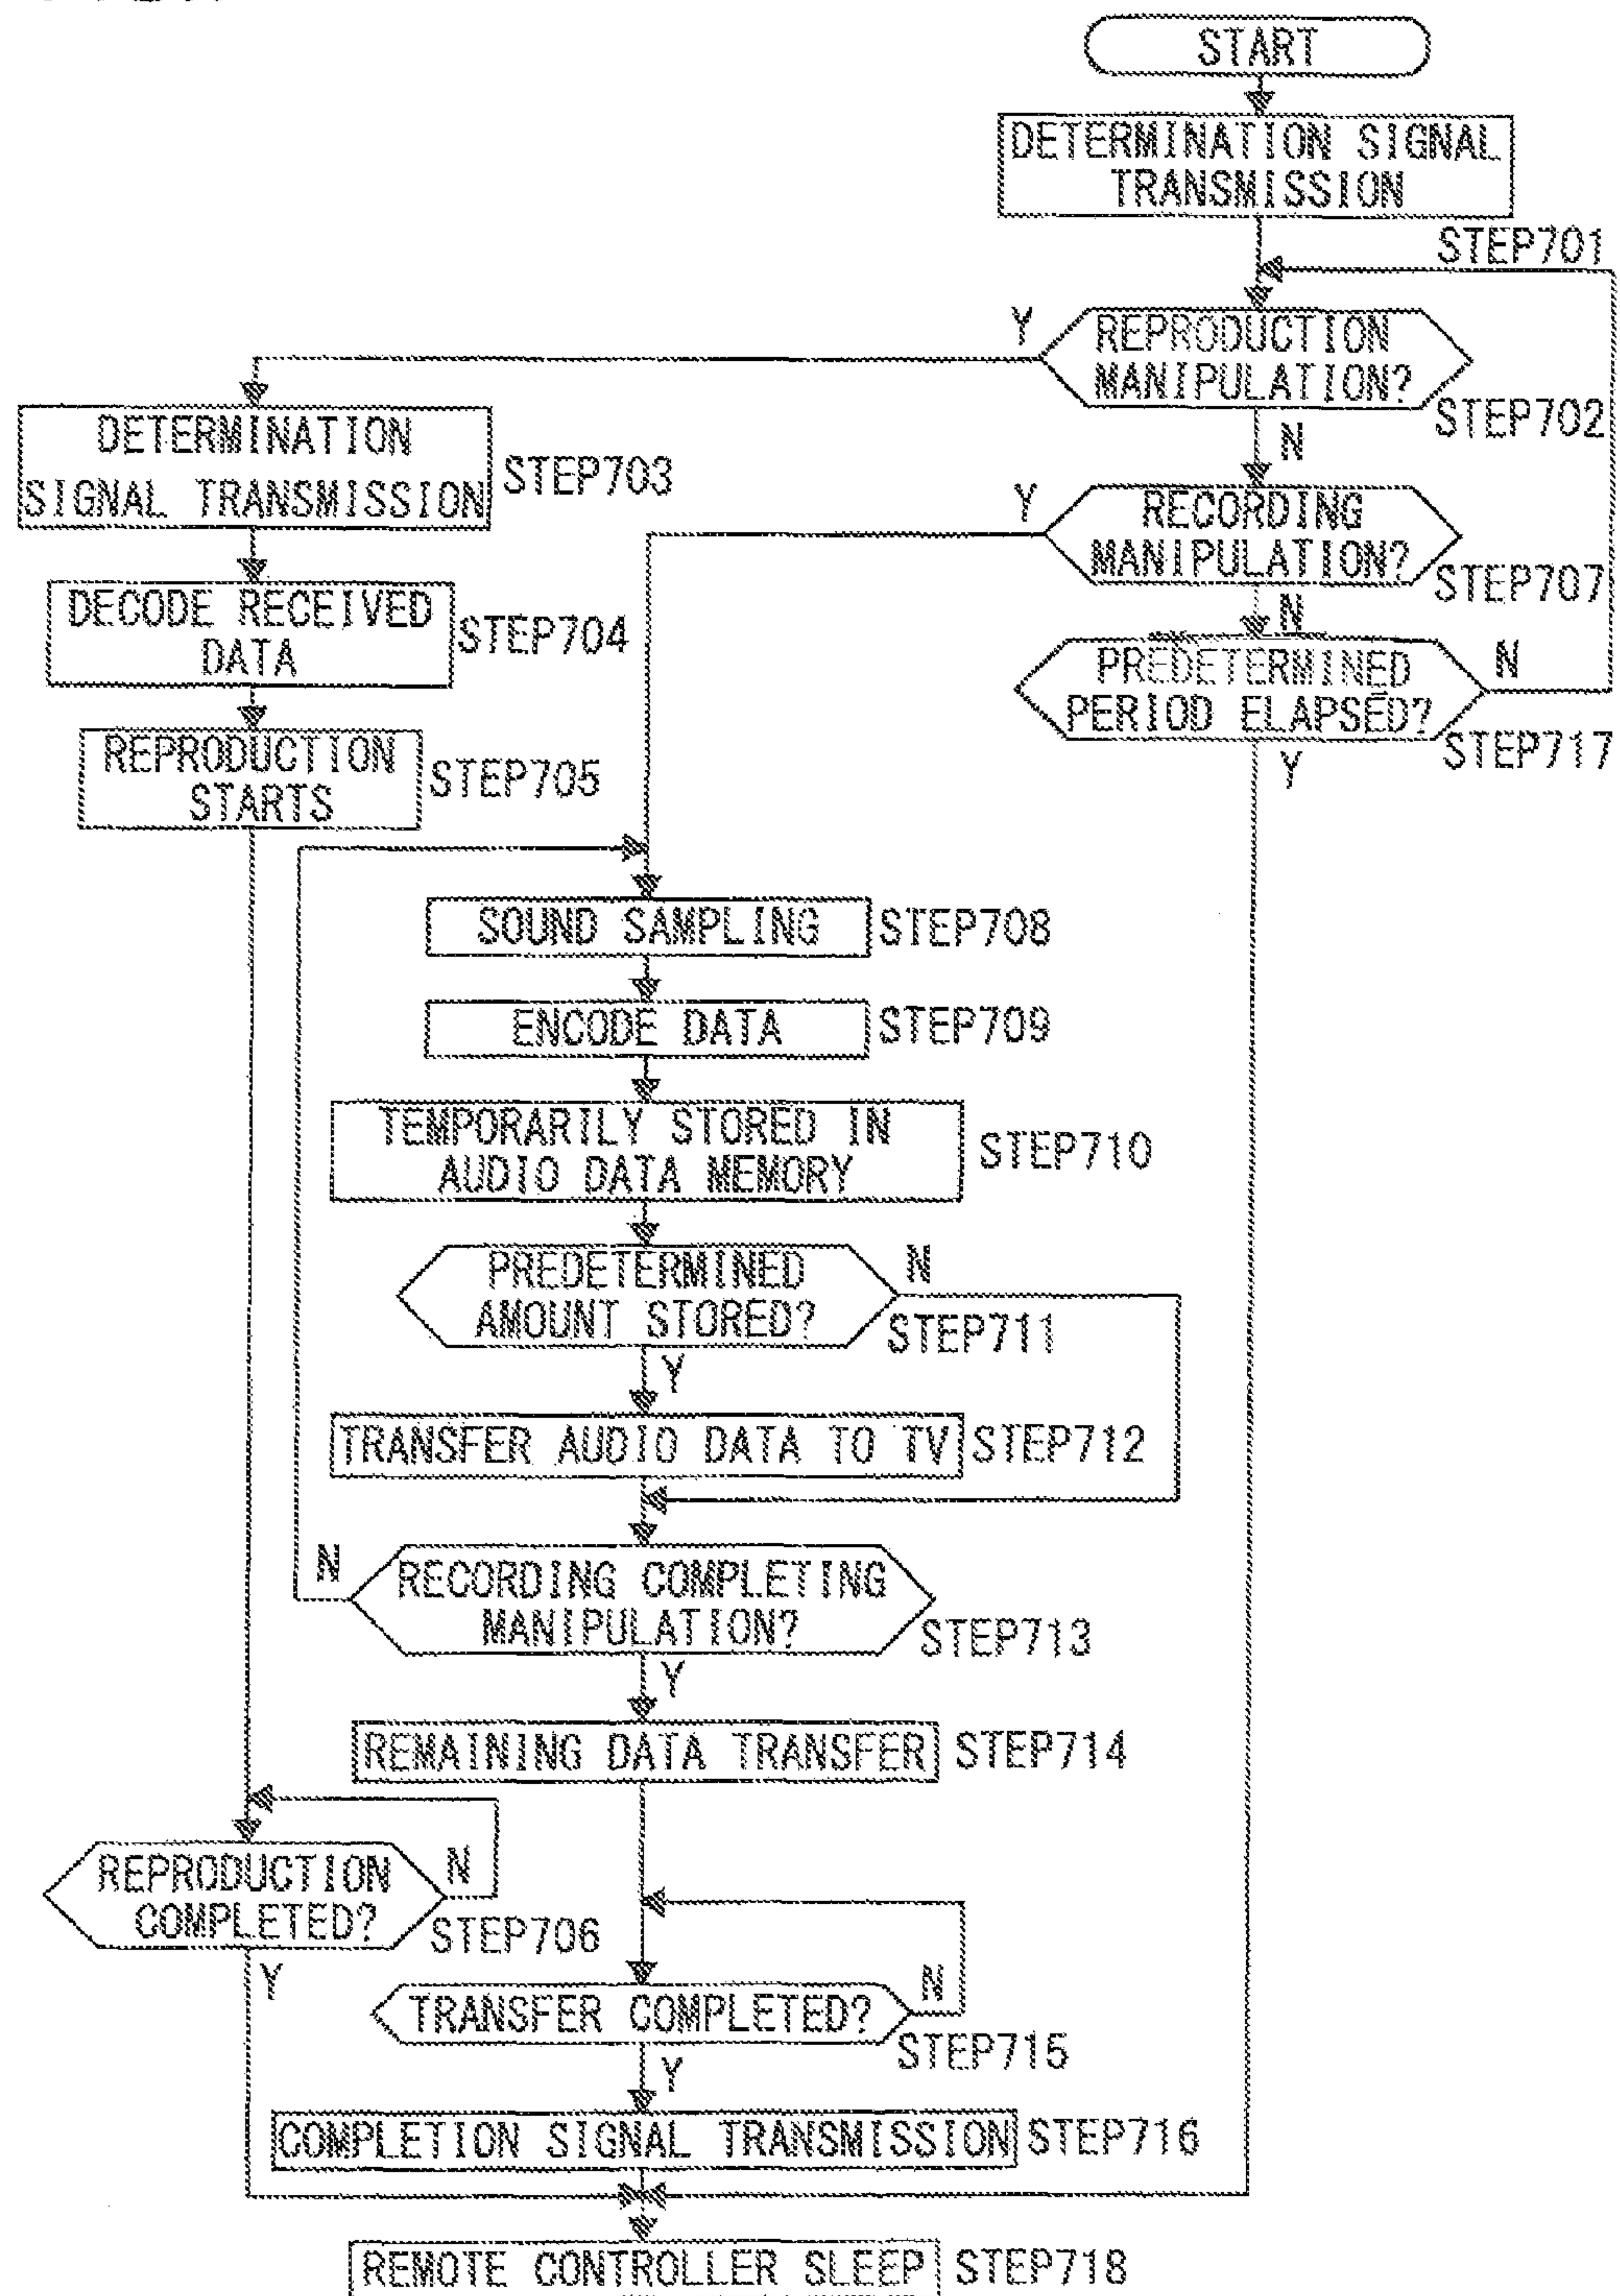 START
DETERMINATION SIGNAL
TRANSMISSION
STEP701
Y
REPRODUCTION
MANIPULATION?
STEP702
N
DETERMINATION
SIGNAL TRANSMISSION
STEP703
Y
RECORDING
MANIPULATION?
STEP707
N
DECODE RECEIVED
DATA
STEP704
PREDETERMINED
PERIOD ELAPSED?
N
STEP717
Y
REPRODUCTION
STARTS
STEP705
SOUND SAMPLING
STEP708
ENCODE DATA
STEP709
TEMPORARILY STORED IN
AUDIO DATA MEMORY
STEP710
PREDETERMINED
AMOUNT STORED?
N
STEP711
Y
TRANSFER AUDIO DATA TO TV
STEP712
N
RECORDING COMPLETING
MANIPULATION?
STEP713
Y
REMAINING DATA TRANSFER
STEP714
REPRODUCTION
COMPLETED?
N
STEP706
Y
TRANSFER COMPLETED?
N
STEP715
Y
COMPLETION SIGNAL TRANSMISSION
STEP716
REMOTE CONTROLLER SLEEP
STEP718